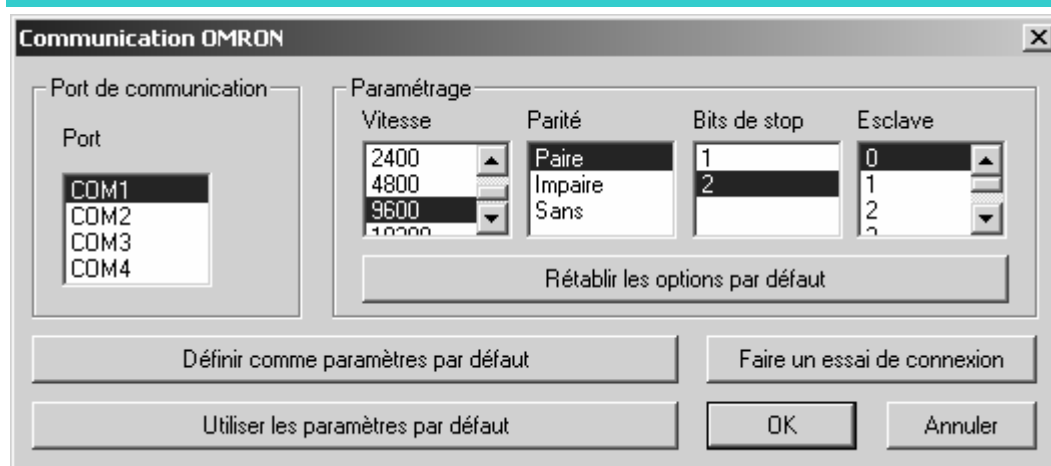 Communication OMRON
Port de communication
Port
COM1
COM2
COM3
COM4
Paramétrage
Vitesse
2400
4800
9600
Parité
Paire
Impaire
Sans
Bits de stop
1
2
Esclave
0
1
2
Rétablir les options par défaut
Définir comme paramètres par défaut
Faire un essai de connexion
Utiliser les paramètres par défaut
OK
Annuler